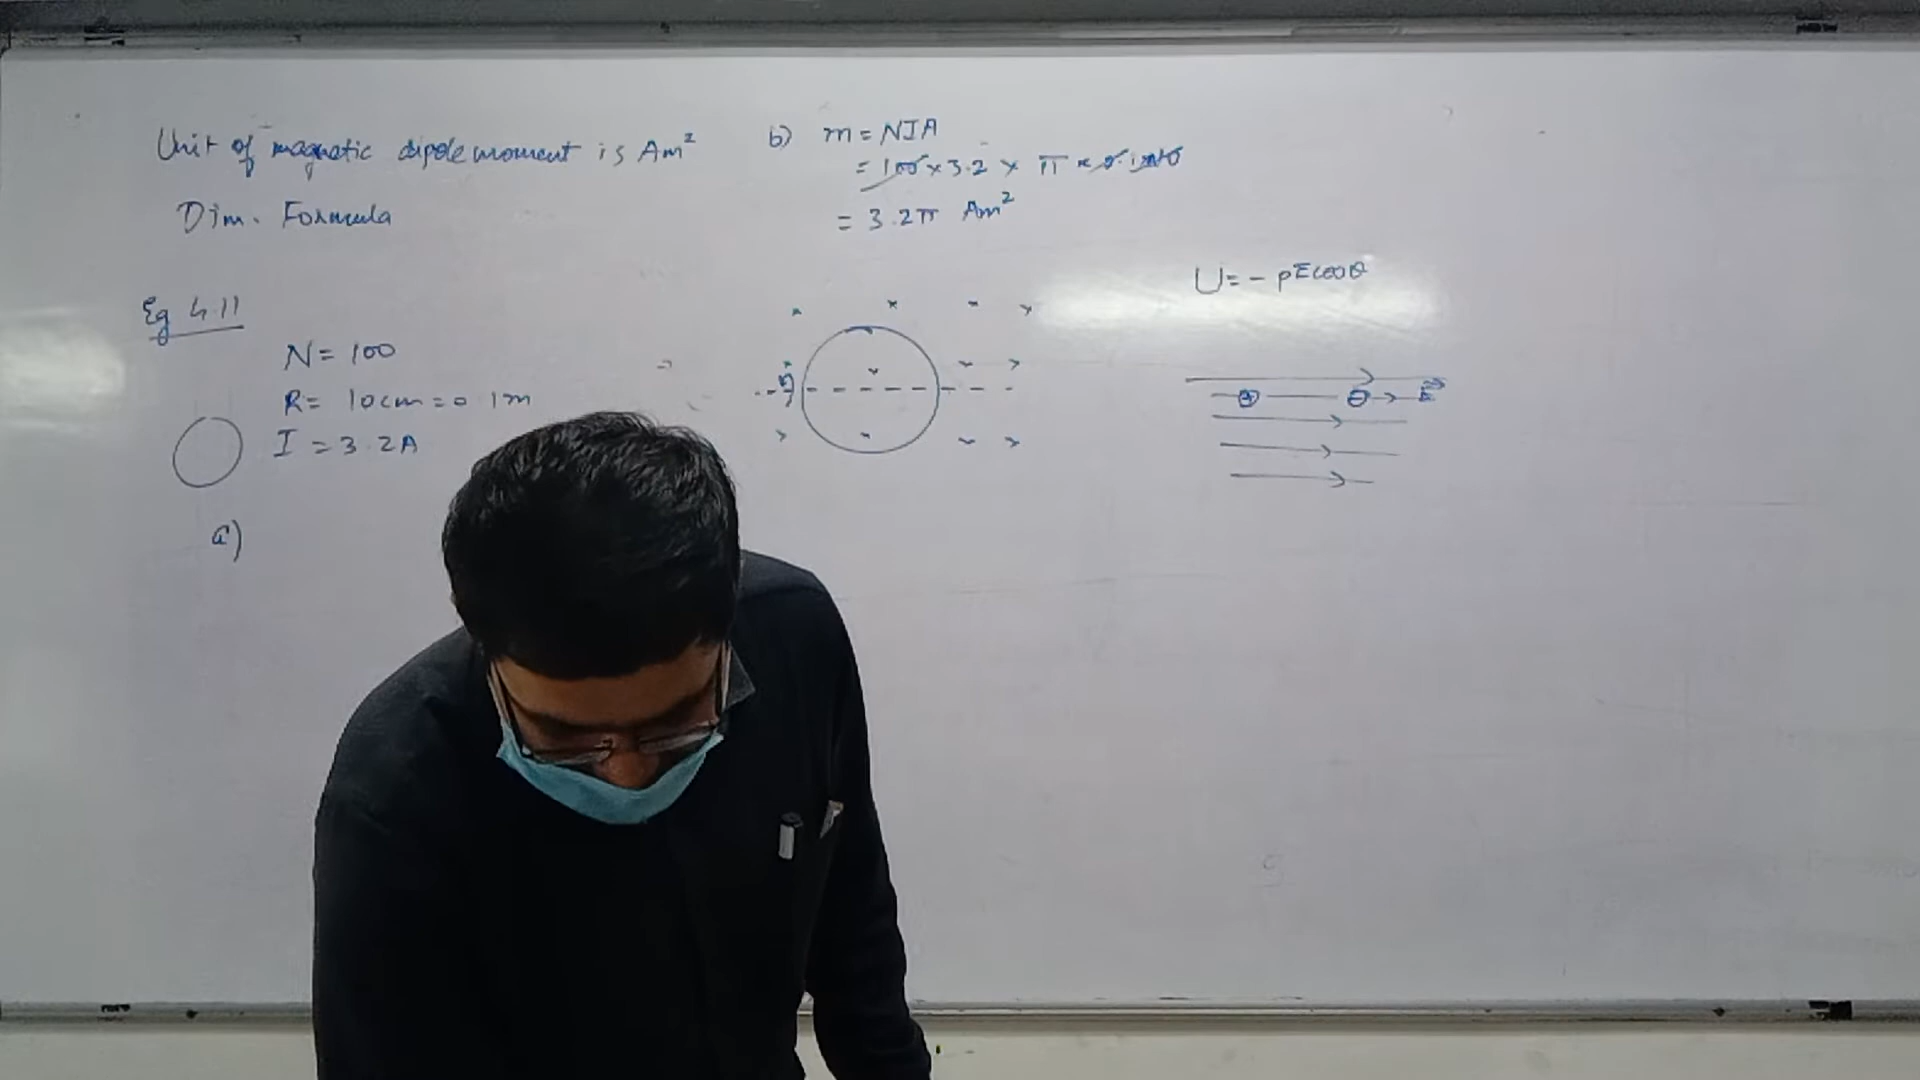 Unit of magnetic dipole moment is Am²
Dim. Formula
Eg 4.11
N = 100
R = 10cm = 0.1m
I = 3.2A
a)
b) m = NIA
= 100 × 3.2 × π ×
= 3.2π Am²
U = - pE cosθ
+ - E